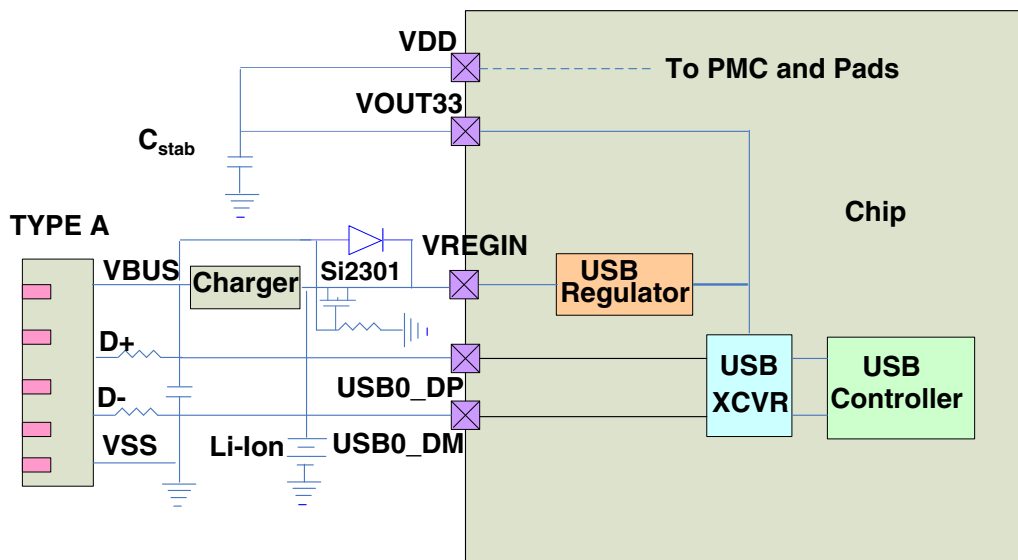 VDD
To PMC and Pads
VOUT33
C_stab
Chip
TYPE A
VREGIN
VBUS
Charger
Si2301
USB
Regulator
D+
USB
XCVR
USB
Controller
D-
USB0_DP
VSS
Li-Ion
USB0_DM